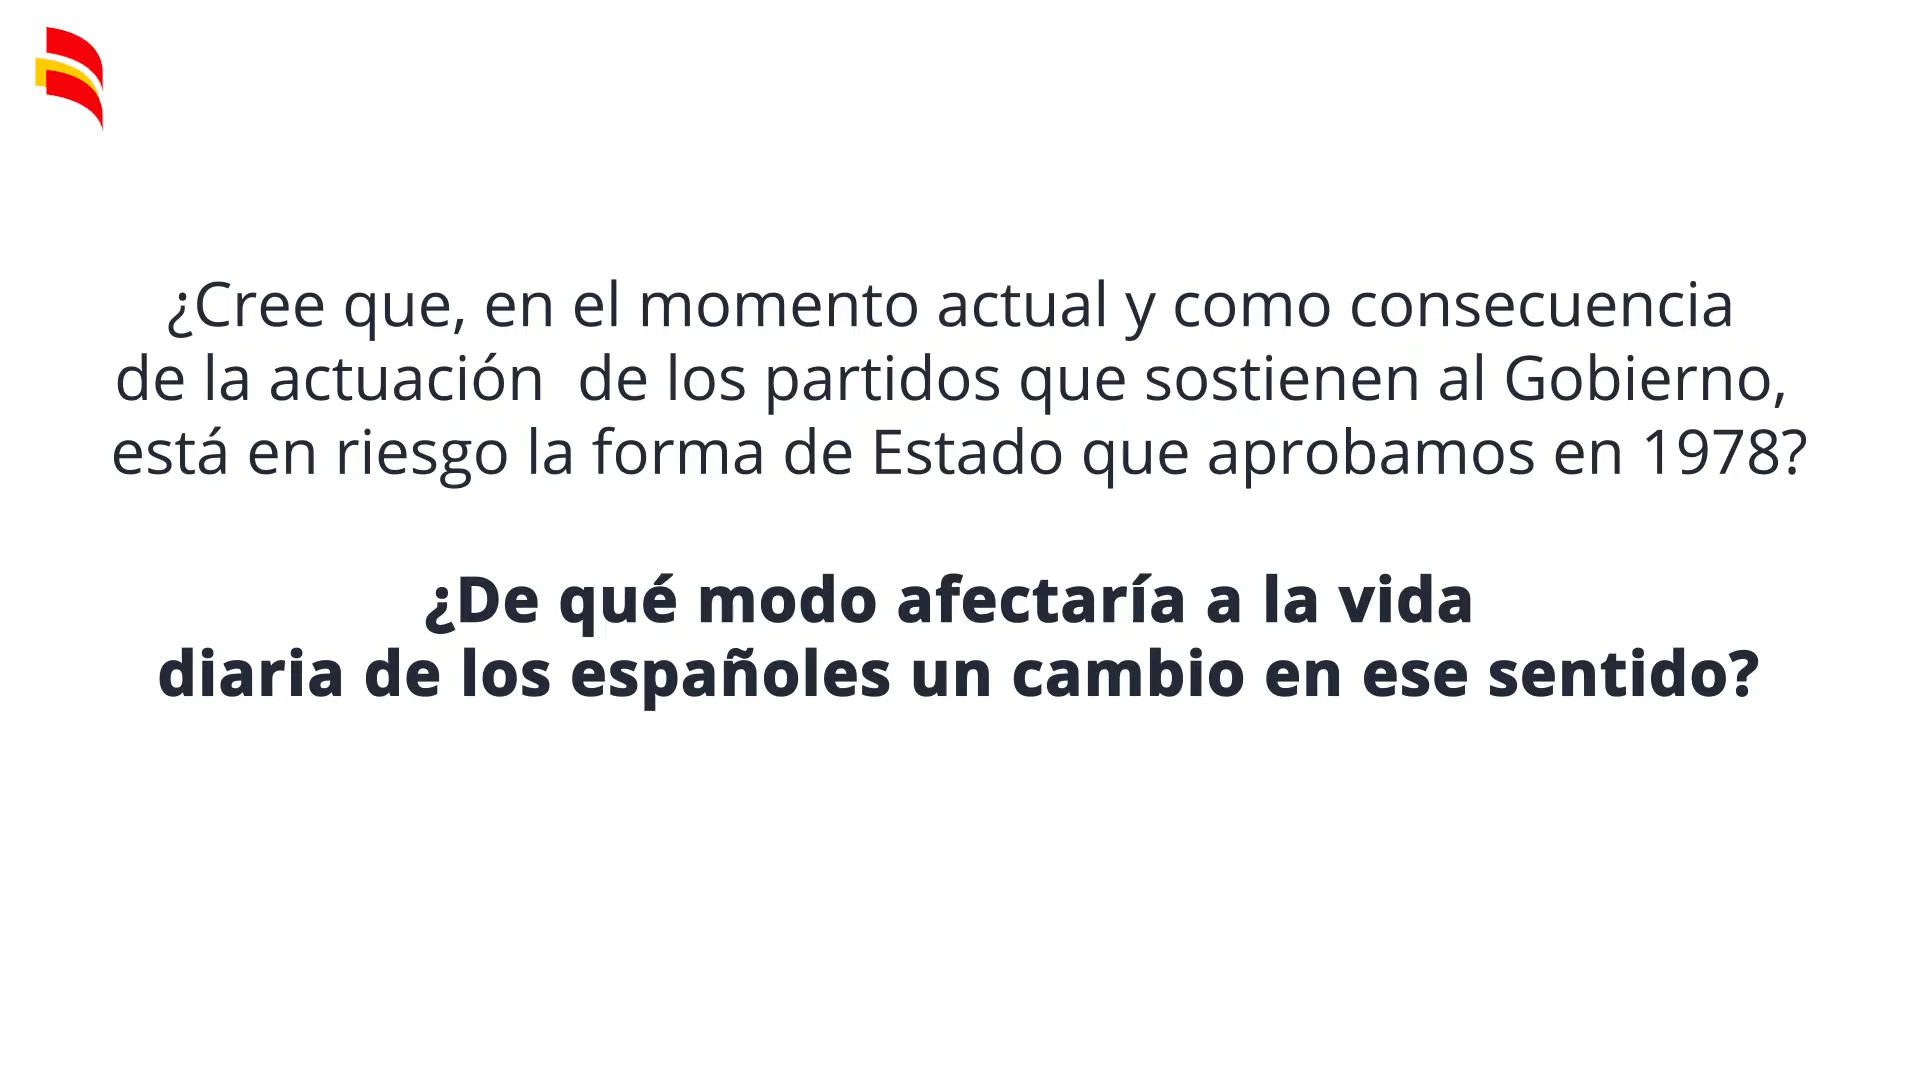 ¿Cree que, en el momento actual y como consecuencia
de la actuación  de los partidos que sostienen al Gobierno,
está en riesgo la forma de Estado que aprobamos en 1978?
¿De qué modo afectaría a la vida
diaria de los españoles un cambio en ese sentido?